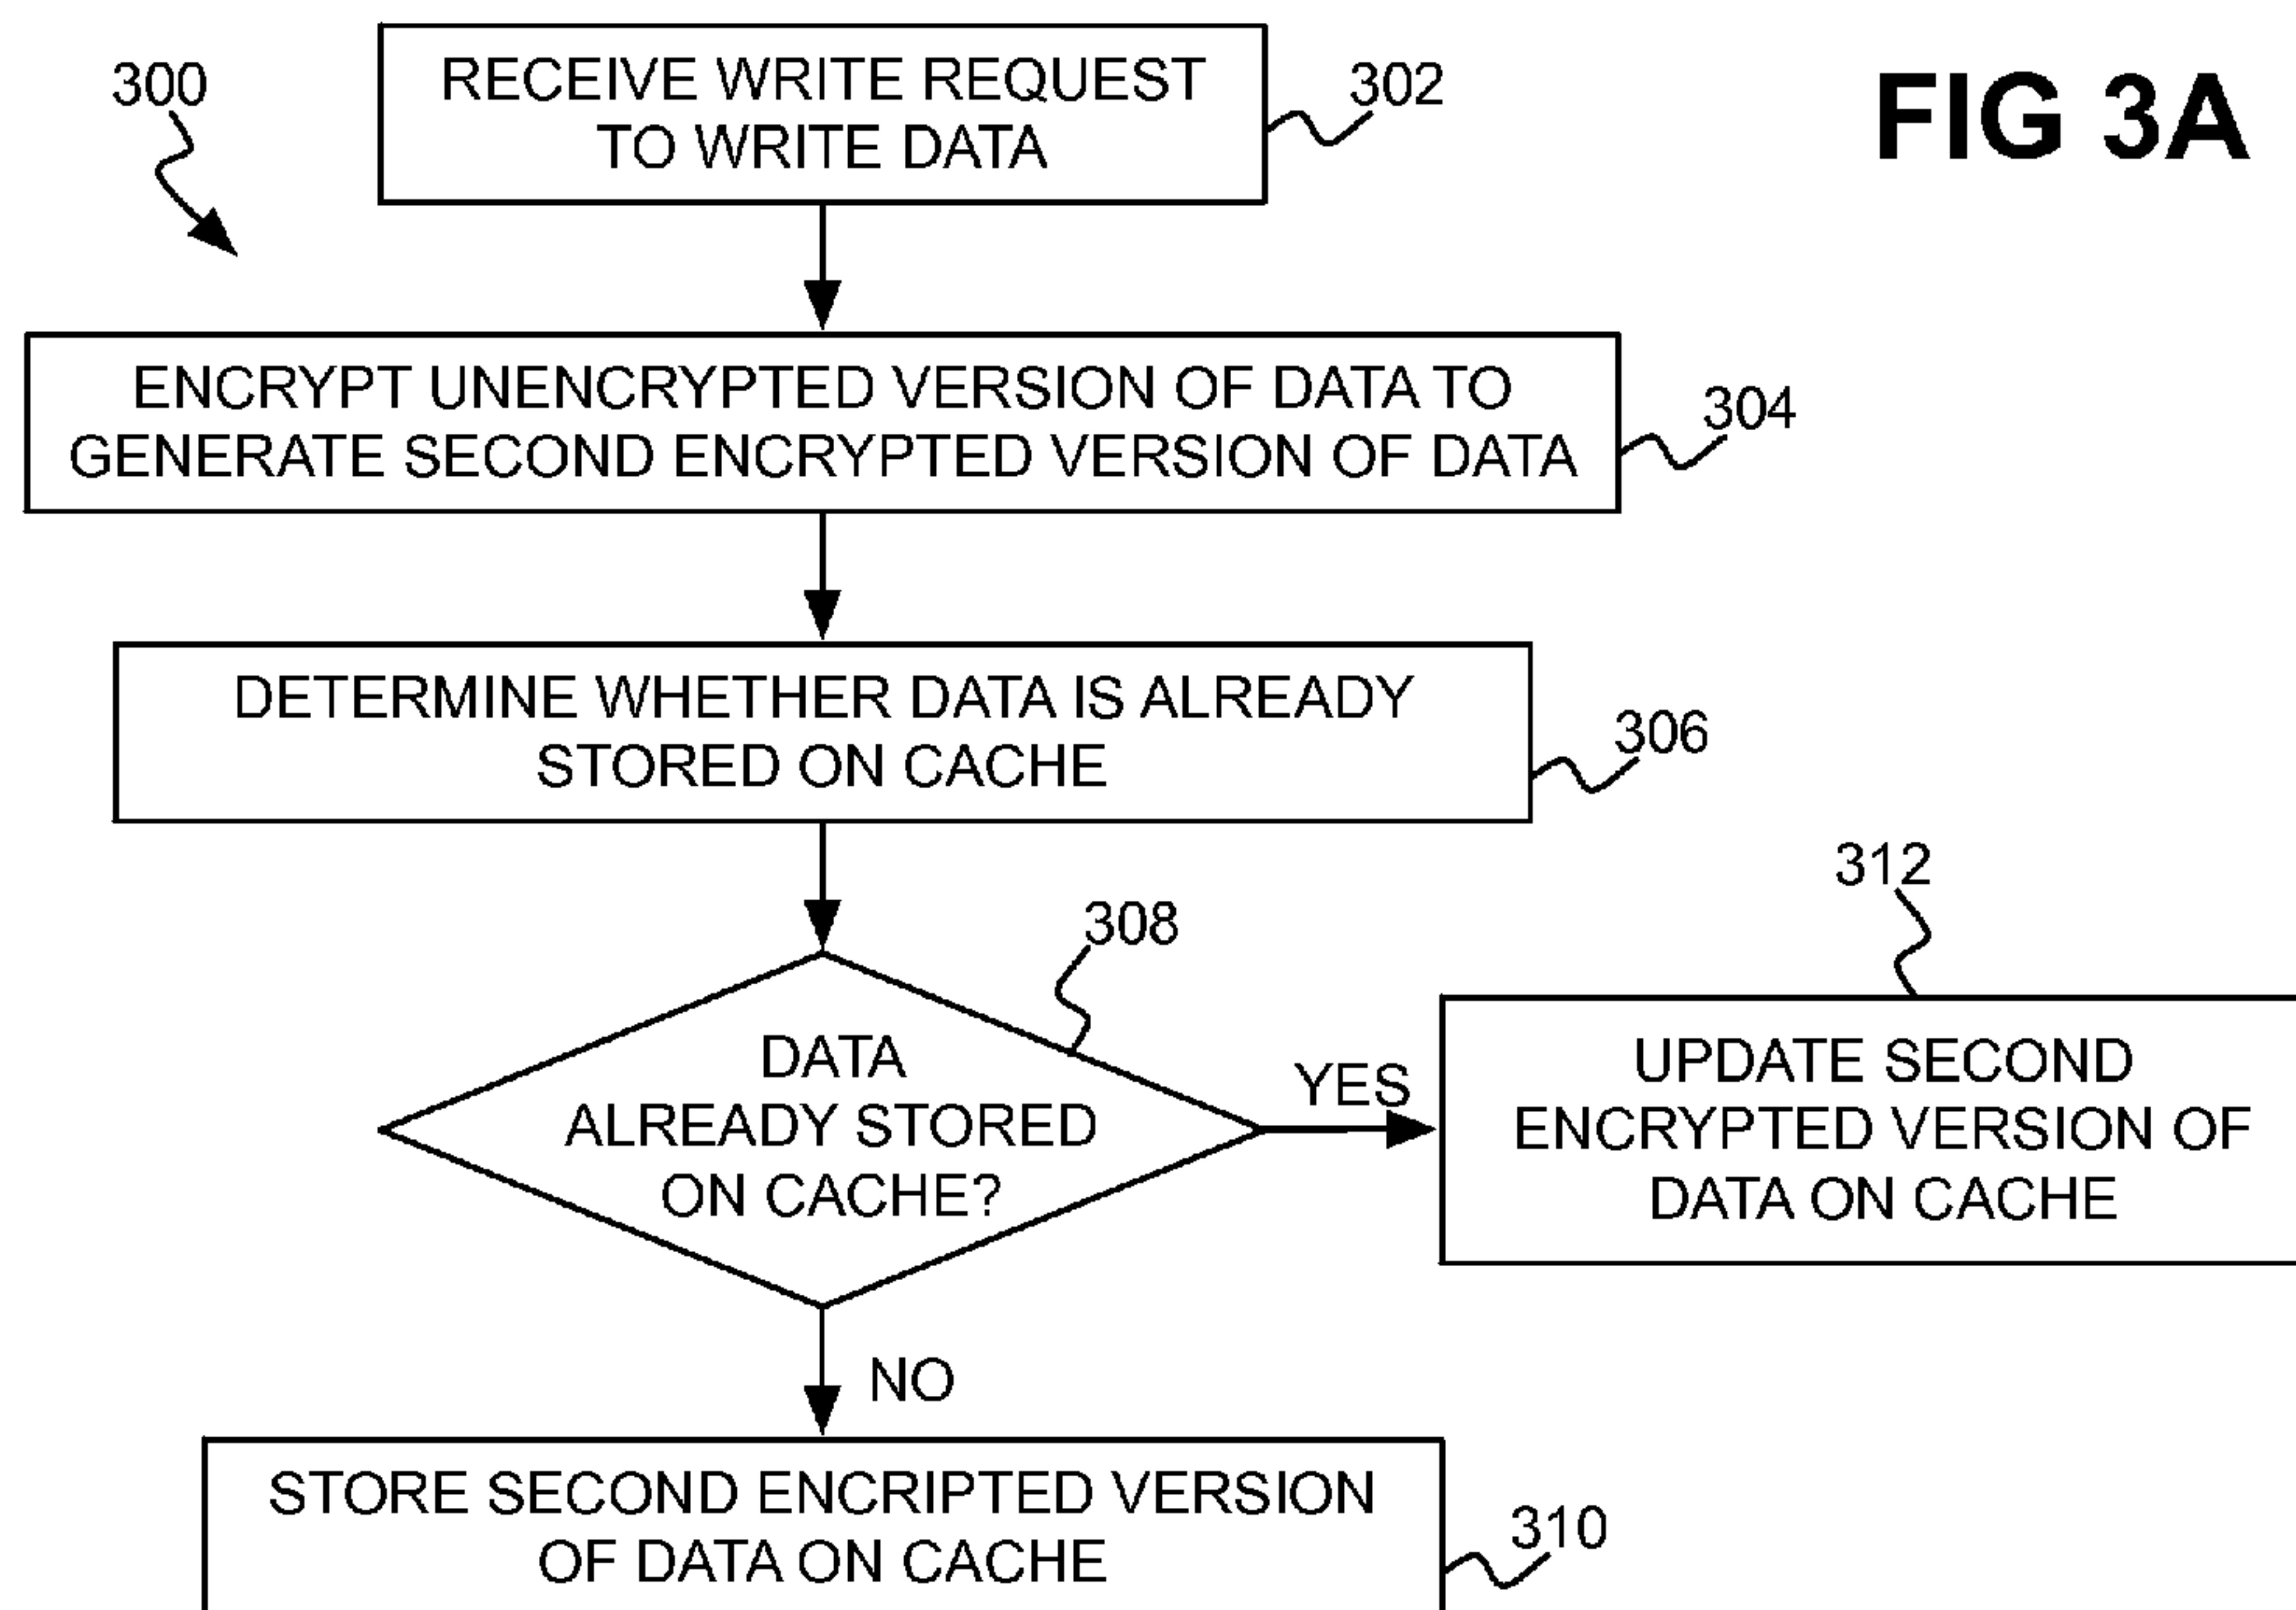 300
RECEIVE WRITE REQUEST
TO WRITE DATA
302
FIG 3A
ENCRYPT UNENCRYPTED VERSION OF DATA TO
GENERATE SECOND ENCRYPTED VERSION OF DATA
304
DETERMINE WHETHER DATA IS ALREADY
STORED ON CACHE
306
308
DATA
ALREADY STORED
ON CACHE?
YES
312
UPDATE SECOND
ENCRYPTED VERSION OF
DATA ON CACHE
NO
STORE SECOND ENCRIPTED VERSION
OF DATA ON CACHE
310